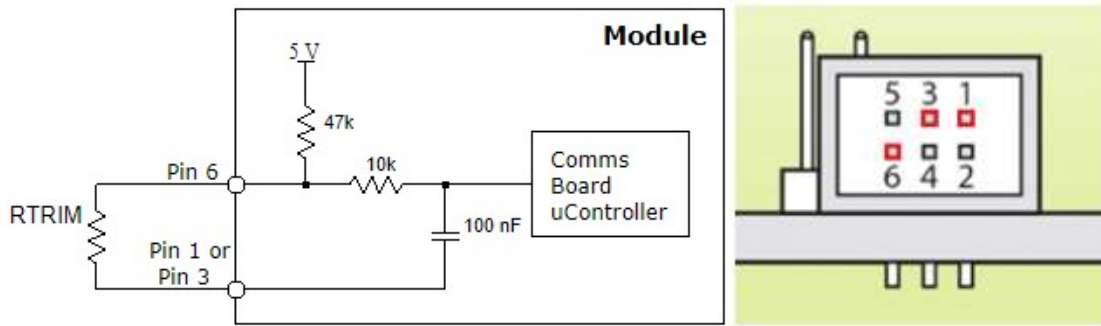 Module
5 V
47k
10k
Pin 6
Comms
Board
uController
RTRIM
100 nF
Pin 1 or
Pin 3
5 3 1
6 4 2